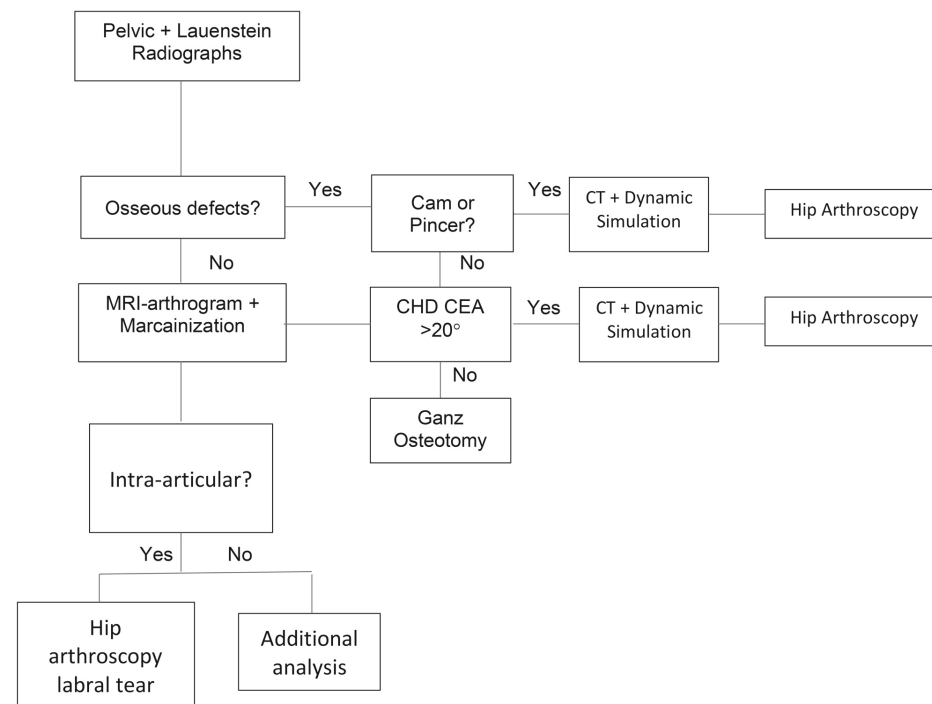 Pelvic + Lauenstein
Radiographs
Osseous defects?
Yes
Cam or
Pincer?
Yes
CT + Dynamic
Simulation
Hip Arthroscopy
No
No
MRI-arthrogram +
Marcainization
CHD CEA
>20°
Yes
CT + Dynamic
Simulation
Hip Arthroscopy
No
Ganz
Osteotomy
Intra-articular?
Yes
No
Hip
arthroscopy
labral tear
Additional
analysis